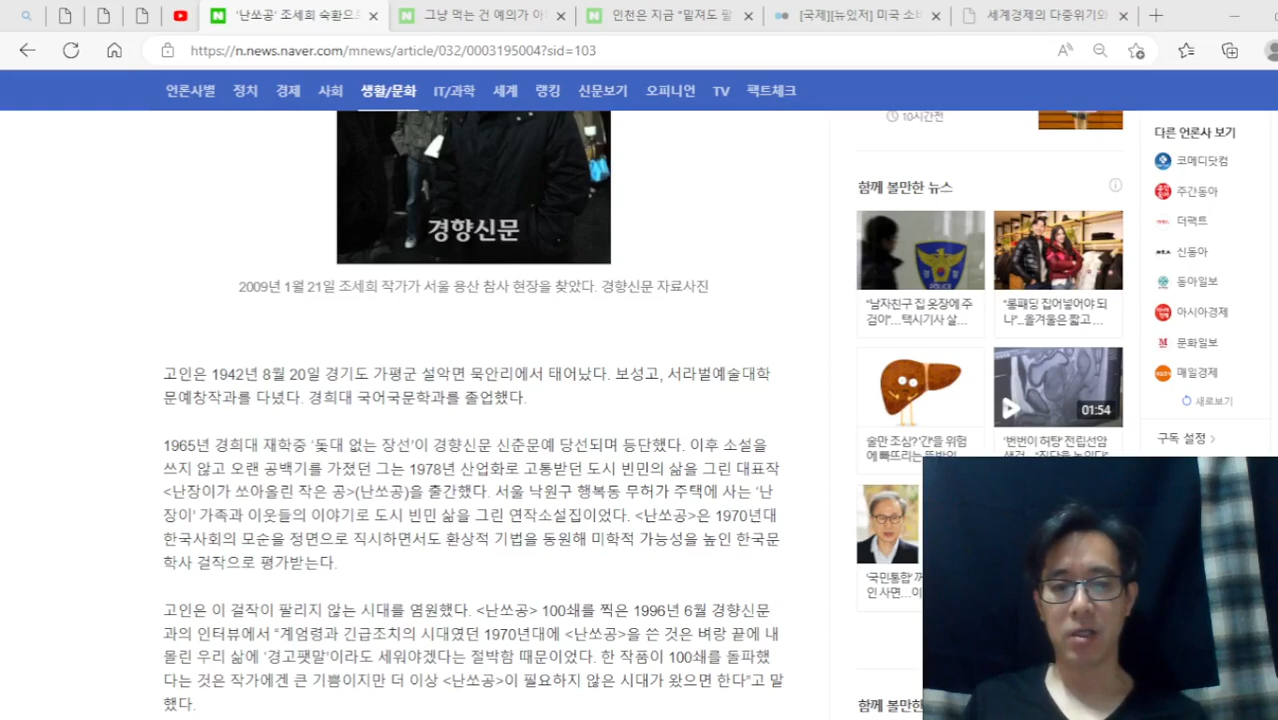 '난쏘공' 조세희 숙환으
그냥 먹는 건 예의가 아
인천은 지금 "밑져도 팔
[국제][뉴있저] 미국 소비
세계경제의 다중위기와
https://n.news.naver.com/mnews/article/032/0003195004?sid=103
언론사별 정치 경제 사회 생활/문화 IT/과학 세계 랭킹 신문보기 오피니언 TV 팩트체크
경향신문
2009년 1월 21일 조세희 작가가 서울 용산 참사 현장을 찾았다. 경향신문 자료사진
고인은 1942년 8월 20일 경기도 가평군 설악면 묵안리에서 태어났다. 보성고, 서라벌예술대학
문예창작과를 다녔다. 경희대 국어국문학과를 졸업했다.
1965년 경희대 재학중 '돛대 없는 장선'이 경향신문 신춘문예 당선되며 등단했다. 이후 소설을
쓰지 않고 오랜 공백기를 가졌던 그는 1978년 산업화로 고통받던 도시 빈민의 삶을 그린 대표작
<난장이가 쏘아올린 작은 공>(난쏘공)을 출간했다. 서울 낙원구 행복동 무허가 주택에 사는 '난
장이' 가족과 이웃들의 이야기로 도시 빈민 삶을 그린 연작소설집이었다. <난쏘공>은 1970년대
한국사회의 모순을 정면으로 직시하면서도 환상적 기법을 동원해 미학적 가능성을 높인 한국문
학사 걸작으로 평가받는다.
고인은 이 걸작이 팔리지 않는 시대를 염원했다. <난쏘공> 100쇄를 찍은 1996년 6월 경향신문
과의 인터뷰에서 "계엄령과 긴급조치의 시대였던 1970년대에 <난쏘공>을 쓴 것은 벼랑 끝에 내
몰린 우리 삶에 '경고팻말'이라도 세워야겠다는 절박함 때문이었다. 한 작품이 100쇄를 돌파했
다는 것은 작가에겐 큰 기쁨이지만 더 이상 <난쏘공>이 필요하지 않은 시대가 왔으면 한다"고 말
했다.
10시간전
함께 볼만한 뉴스
POLICE
"남자친구 집 옷장에 주
검이"... 택시기사 살...
"롱패딩 집어넣어야 되
나"...올겨울은 짧고 ...
01:54
술만 조심? '간'을 위험
에 빠뜨리는 뜻밖의
'번번이 허탕' 전립선암
'국민통합' 꺼
인 사면...이
함께 볼만한
다른 언론사 보기
코메디닷컴
주간동아
더팩트
신동아
동아일보
아시아경제
문화일보
매일경제
새로보기
구독 설정